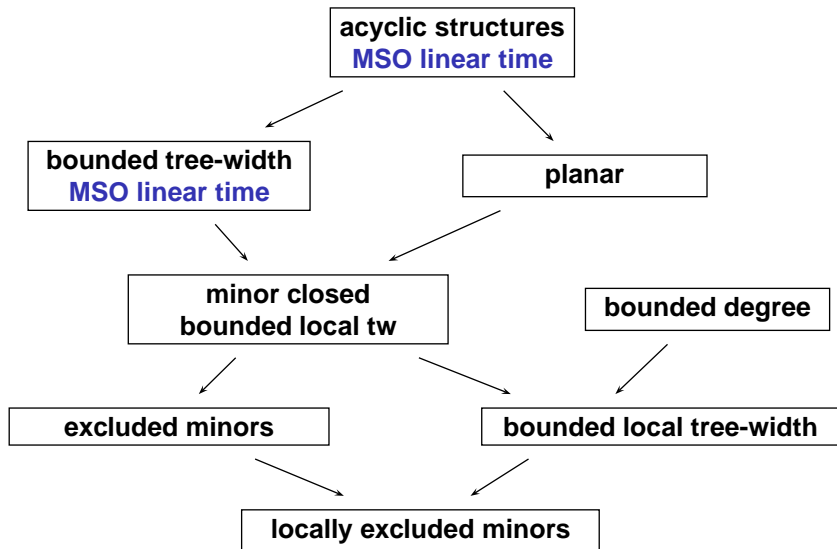 acyclic structures
MSO linear time
bounded tree-width
MSO linear time
planar
minor closed
bounded local tw
bounded degree
excluded minors
bounded local tree-width
locally excluded minors